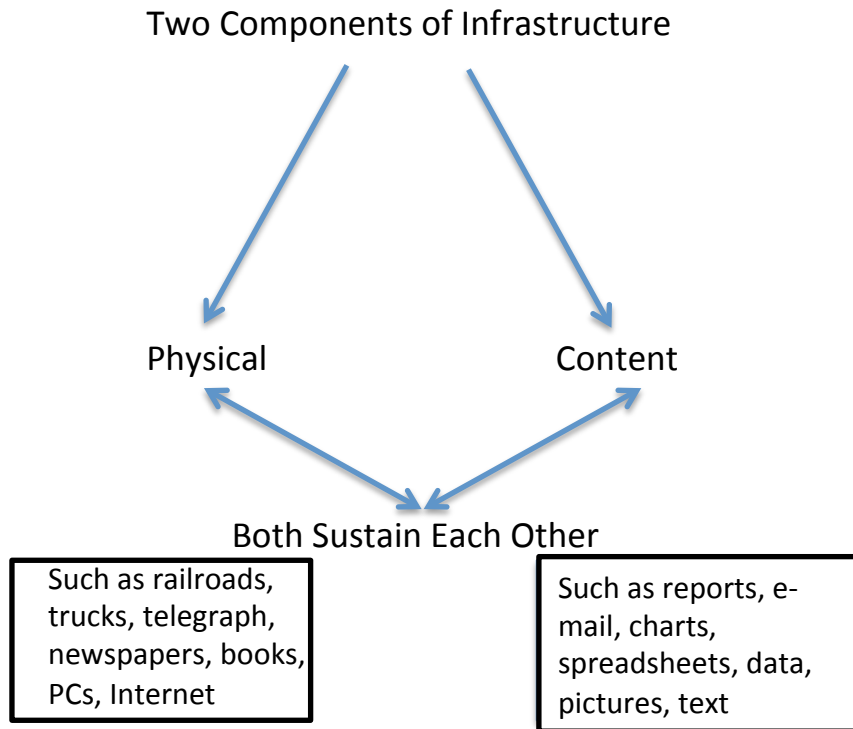 Two Components of Infrastructure
Physical
Content
Both Sustain Each Other
Such as railroads,
trucks, telegraph,
newspapers, books,
PCs, Internet
Such as reports, e-
mail, charts,
spreadsheets, data,
pictures, text